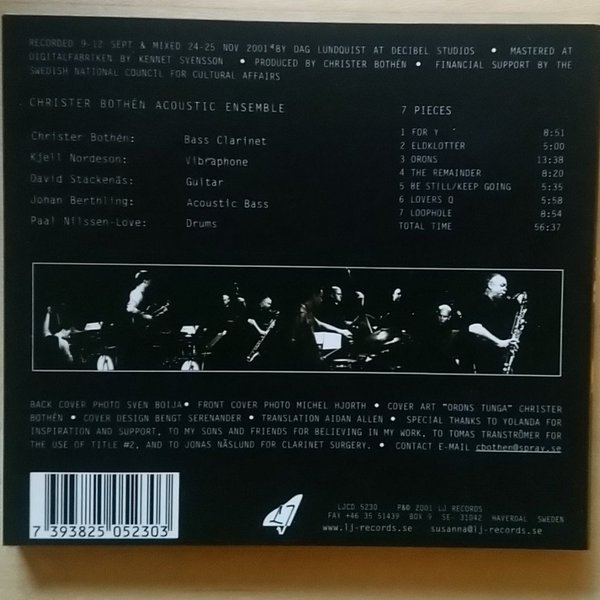 RECORDED 9-12 SEPT & MIXED 24-25 NOV 2001 BY DAG LUNDQUIST AT DECIBEL STUDIOS • MASTERED AT
DIGITALFABRIKEN BY KENNET SVENSSON • PRODUCED BY CHRISTER BOTHÉN • FINANCIAL SUPPORT BY THE
SWEDISH NATIONAL COUNCIL FOR CULTURAL AFFAIRS
CHRISTER BOTHÉN ACOUSTIC ENSEMBLE
Christer Bothén: Bass Clarinet
Kjell Nordeson: Vibraphone
David Stackenäs: Guitar
Johan Berthling: Acoustic Bass
Paal Nilssen-Love: Drums
7 PIECES
1 FOR Y 8:51
2 ELDKLOTTER 5:00
3 ORONS 13:38
4 THE REMAINDER 8:20
5 BE STILL/KEEP GOING 5:35
6 LOVERS Q 5:58
7 LOOPHOLE 8:54
TOTAL TIME 56:37
BACK COVER PHOTO SVEN BOIJA • FRONT COVER PHOTO MICHEL HJORTH • COVER ART "ORONS TUNGA" CHRISTER
BOTHÉN • COVER DESIGN BENGT SERENANDER • TRANSLATION AIDAN ALLEN • SPECIAL THANKS TO YOLANDA FOR
INSPIRATION AND SUPPORT, TO MY SONS AND FRIENDS FOR BELIEVING IN MY WORK, TO TOMAS TRANSTRÖMER FOR
THE USE OF TITLE #2, AND TO JONAS NÄSLUND FOR CLARINET SURGERY. • CONTACT E-MAIL cbothen@spray.se
7 393825 052303
LJ
LJCD 5230 P&© 2001 LJ RECORDS
FAX +46 35 51439 BOX 9 SE-31042 HAVERDAL SWEDEN
www.lj-records.se susanna@lj-records.se